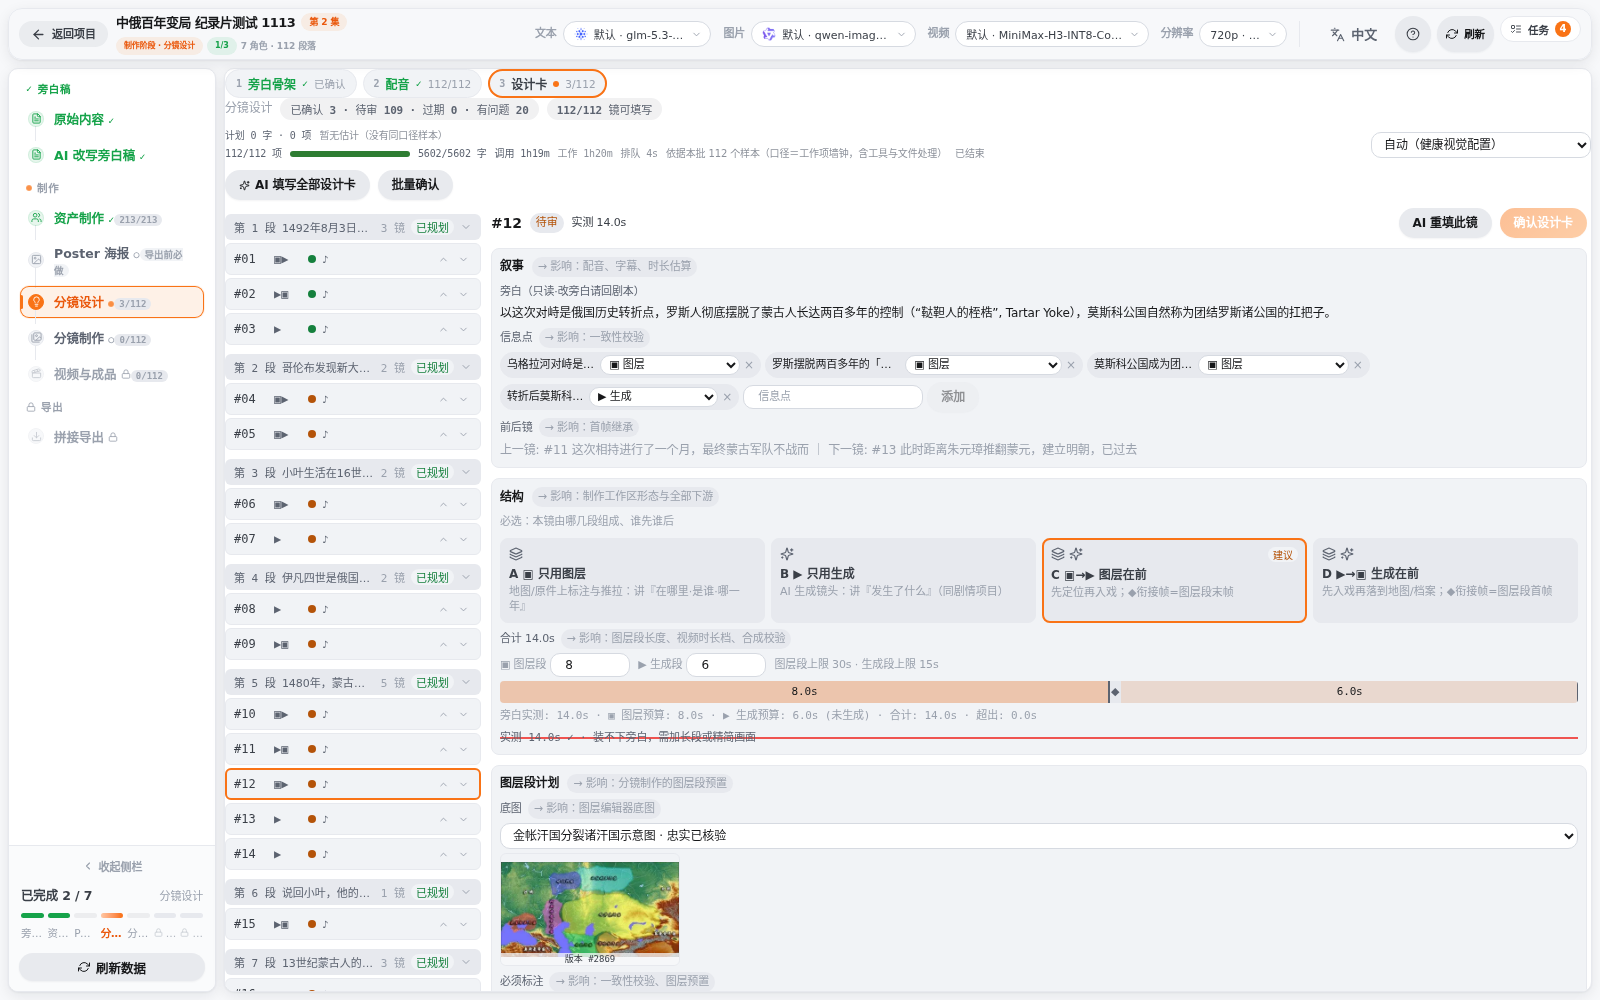 返回项目
中俄百年变局 纪录片测试 1113 第 2 集
制作阶段 · 分镜设计 1/3 7 角色 · 112 段落
文本 默认 · glm-5.3-... 图片 默认 · qwen-imag... 视频 默认 · MiniMax-H3-INT8-Co... 分辨率 720p · ... 中文 刷新 任务 4
✓ 旁白稿
原始内容 ✓
AI 改写旁白稿 ✓
制作
资产制作 ✓ 213/213
Poster 海报 ○ 导出前必做
分镜设计 3/112
分镜制作 ○ 0/112
视频与成品 0/112
导出
拼接导出
收起侧栏
已完成 2 / 7 分镜设计
旁... 资... P... 分... 分... ... ...
刷新数据
1 旁白骨架 ✓ 已确认 2 配音 ✓ 112/112 3 设计卡 3/112
分镜设计 已确认 3 · 待审 109 · 过期 0 · 有问题 20 112/112 镜可填写
计划 0 字 · 0 项 暂无估计（没有同口径样本）
112/112 项 5602/5602 字 调用 1h19m 工作 1h20m 排队 4s 依据本批 112 个样本（口径＝工作项墙钟，含工具与文件处理） 已结束
自动（健康视觉配置）
AI 填写全部设计卡 批量确认
第 1 段 1492年8月3日... 3 镜 已规划
#01 ▣▶ ♪
#02 ▶▣ ♪
#03 ▶ ♪
第 2 段 哥伦布发现新大... 2 镜 已规划
#04 ▣▶ ♪
#05 ▣▶ ♪
第 3 段 小叶生活在16世... 2 镜 已规划
#06 ▣▶ ♪
#07 ▶ ♪
第 4 段 伊凡四世是俄国... 2 镜 已规划
#08 ▶ ♪
#09 ▶▣ ♪
第 5 段 1480年，蒙古... 5 镜 已规划
#10 ▣▶ ♪
#11 ▶▣ ♪
#12 ▣▶ ♪
#13 ▶ ♪
#14 ▶ ♪
第 6 段 说回小叶，他的... 1 镜 已规划
#15 ▶▣ ♪
第 7 段 13世纪蒙古人的... 3 镜 已规划
#12 待审 实测 14.0s AI 重填此镜 确认设计卡
叙事 → 影响：配音、字幕、时长估算
旁白（只读·改旁白请回剧本）
以这次对峙是俄国历史转折点，罗斯人彻底摆脱了蒙古人长达两百多年的控制（“鞑靼人的桎梏”, Tartar Yoke），莫斯科公国自然称为团结罗斯诸公国的扛把子。
信息点 → 影响：一致性校验
乌格拉河对峙是... ▣ 图层 × 罗斯摆脱两百多年的「... ▣ 图层 × 莫斯科公国成为团... ▣ 图层 ×
转折后莫斯科... ▶ 生成 × 信息点 添加
前后镜 → 影响：首帧继承
上一镜: #11 这次相持进行了一个月，最终蒙古军队不战而 ｜ 下一镜: #13 此时距离朱元璋推翻蒙元，建立明朝，已过去
结构 → 影响：制作工作区形态与全部下游
必选：本镜由哪几段组成、谁先谁后
A ▣ 只用图层
地图/原件上标注与推拉：讲『在哪里·是谁·哪一年』
B ▶ 只用生成
AI 生成镜头：讲『发生了什么』（同剧情项目）
建议
C ▣→▶ 图层在前
先定位再入戏；◆衔接帧=图层段末帧
D ▶→▣ 生成在前
先入戏再落到地图/档案；◆衔接帧=图层段首帧
合计 14.0s → 影响：图层段长度、视频时长档、合成校验
▣ 图层段 8 ▶ 生成段 6 图层段上限 30s · 生成段上限 15s
8.0s ◆ 6.0s
旁白实测: 14.0s · ▣ 图层预算: 8.0s · ▶ 生成预算: 6.0s (未生成) · 合计: 14.0s · 超出: 0.0s
实测 14.0s ✓ · 装不下旁白，需加长段或精简画面
图层段计划 → 影响：分镜制作的图层段预置
底图 → 影响：图层编辑器底图
金帐汗国分裂诸汗国示意图 · 忠实已核验
版本 #2869
必须标注 → 影响：一致性校验、图层预置